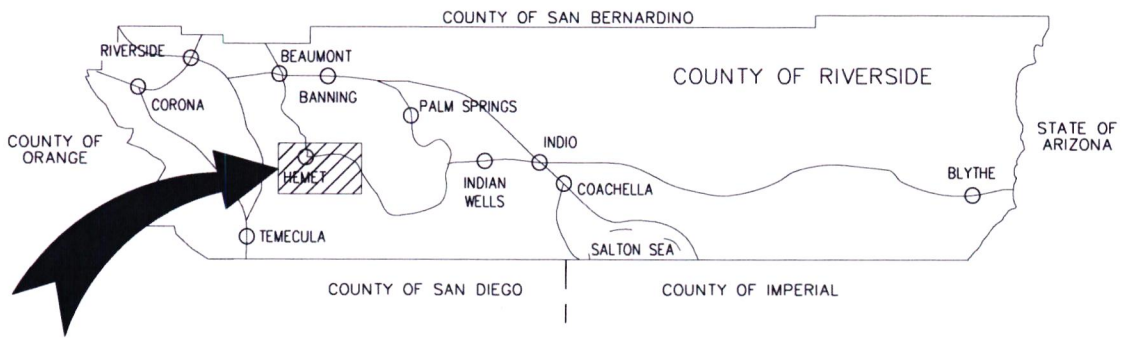 COUNTY OF SAN BERNARDINO
RIVERSIDE
BEAUMONT
COUNTY OF RIVERSIDE
BANNING
CORONA
PALM SPRINGS
COUNTY OF
ORANGE
STATE OF
ARIZONA
INDIO
HEMET
INDIAN
WELLS
COACHELLA
BLYTHE
TEMECULA
SALTON SEA
COUNTY OF SAN DIEGO
COUNTY OF IMPERIAL